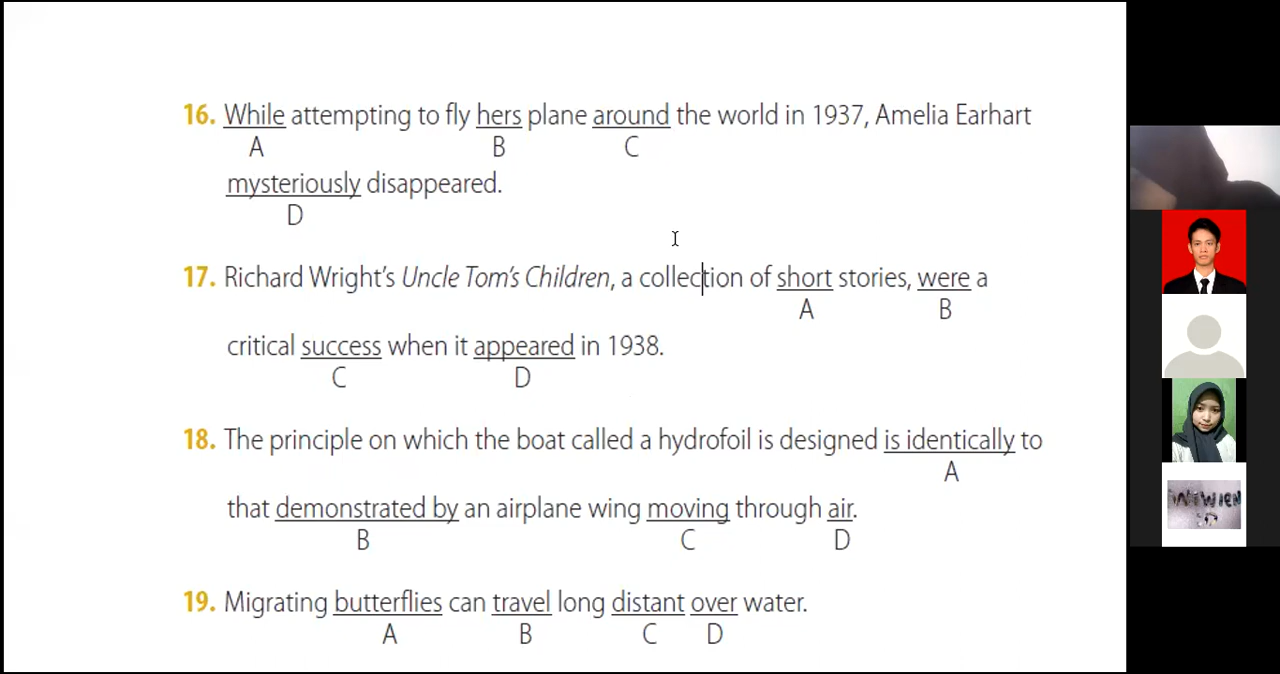 16. While attempting to fly hers plane around the world in 1937, Amelia Earhart
A B C
mysteriously disappeared.
D
17. Richard Wright's Uncle Tom's Children, a collection of short stories, were a
A B
critical success when it appeared in 1938.
C D
18. The principle on which the boat called a hydrofoil is designed is identically to
A
that demonstrated by an airplane wing moving through air.
B C D
19. Migrating butterflies can travel long distant over water.
A B C D